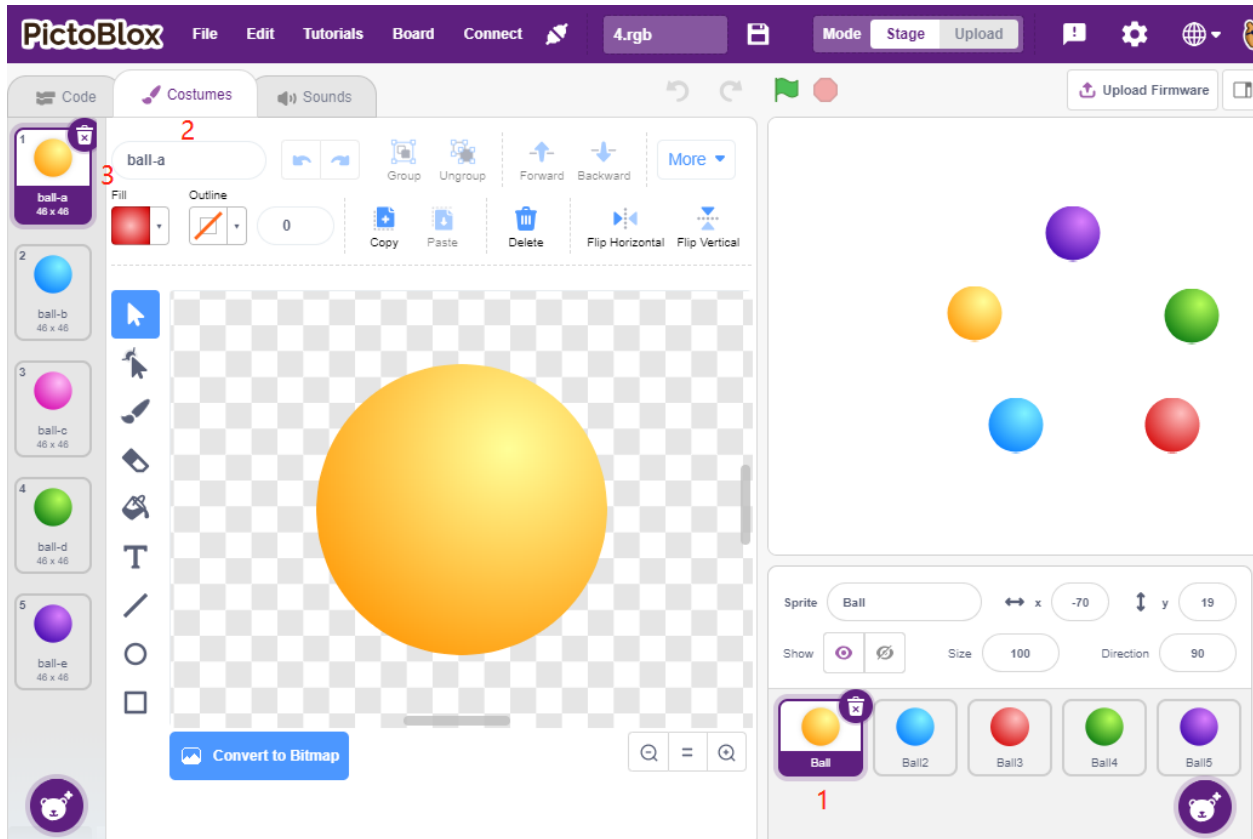 PictoBlox File Edit Tutorials Board Connect 4.rgb Mode Stage Upload
Code Costumes Sounds Upload Firmware
2
1
ball-a
46 x 46
3
ball-a
Group Ungroup Forward Backward More
Fill Outline
0
Copy Paste Delete Flip Horizontal Flip Vertical
2
ball-b
46 x 46
3
ball-c
46 x 46
4
ball-d
46 x 46
5
ball-e
46 x 46
T
Convert to Bitmap
=
Sprite Ball x -70 y 19
Show Size 100 Direction 90
Ball Ball2 Ball3 Ball4 Ball5
1